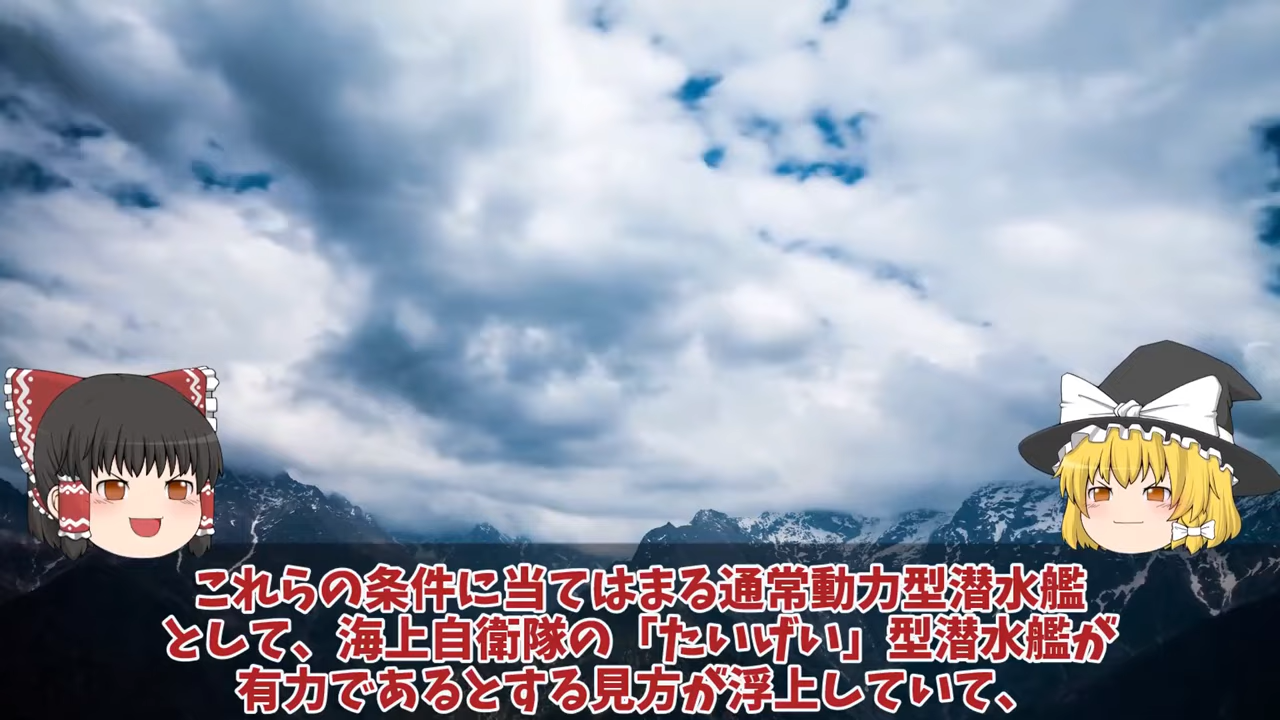 これらの条件に当てはまる通常動力型潜水艦
として、海上自衛隊の「たいげい」型潜水艦が
有力であるとする見方が浮上していて、